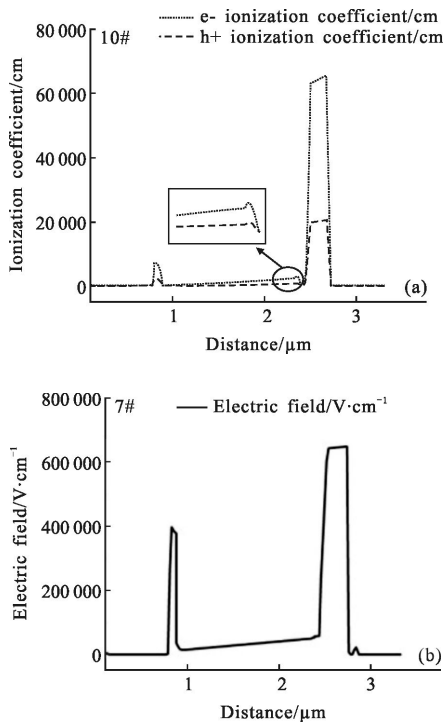 e- ionization coefficient/cm
h+ ionization coefficient/cm
10#
80 000
60 000
40 000
20 000
0
Ionization coefficient/cm
1
2
3
(a)
Distance/μm
7#
Electric field/V·cm⁻¹
800 000
600 000
400 000
200 000
0
Electric field/V·cm⁻¹
1
2
3
(b)
Distance/μm